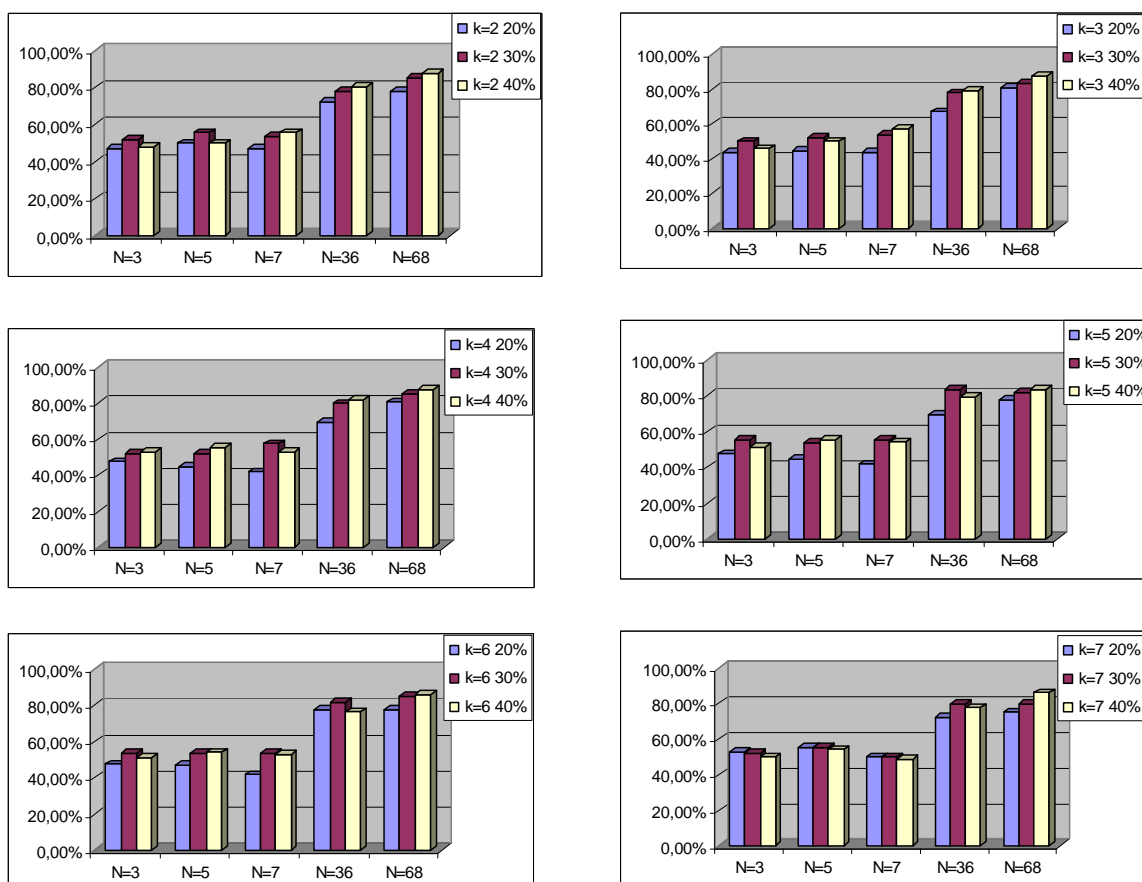 k=2 20%
k=2 30%
k=2 40%
100,00%
80,00%
60,00%
40,00%
20,00%
0,00%
N=3 N=5 N=7 N=36 N=68
k=3 20%
k=3 30%
k=3 40%
100,00%
80,00%
60,00%
40,00%
20,00%
0,00%
N=3 N=5 N=7 N=36 N=68
k=4 20%
k=4 30%
k=4 40%
100,00%
80,00%
60,00%
40,00%
20,00%
0,00%
N=3 N=5 N=7 N=36 N=68
k=5 20%
k=5 30%
k=5 40%
100,00%
80,00%
60,00%
40,00%
20,00%
0,00%
N=3 N=5 N=7 N=36 N=68
k=6 20%
k=6 30%
k=6 40%
100,00%
80,00%
60,00%
40,00%
20,00%
0,00%
N=3 N=5 N=7 N=36 N=68
k=7 20%
k=7 30%
k=7 40%
100,00%
80,00%
60,00%
40,00%
20,00%
0,00%
N=3 N=5 N=7 N=36 N=68